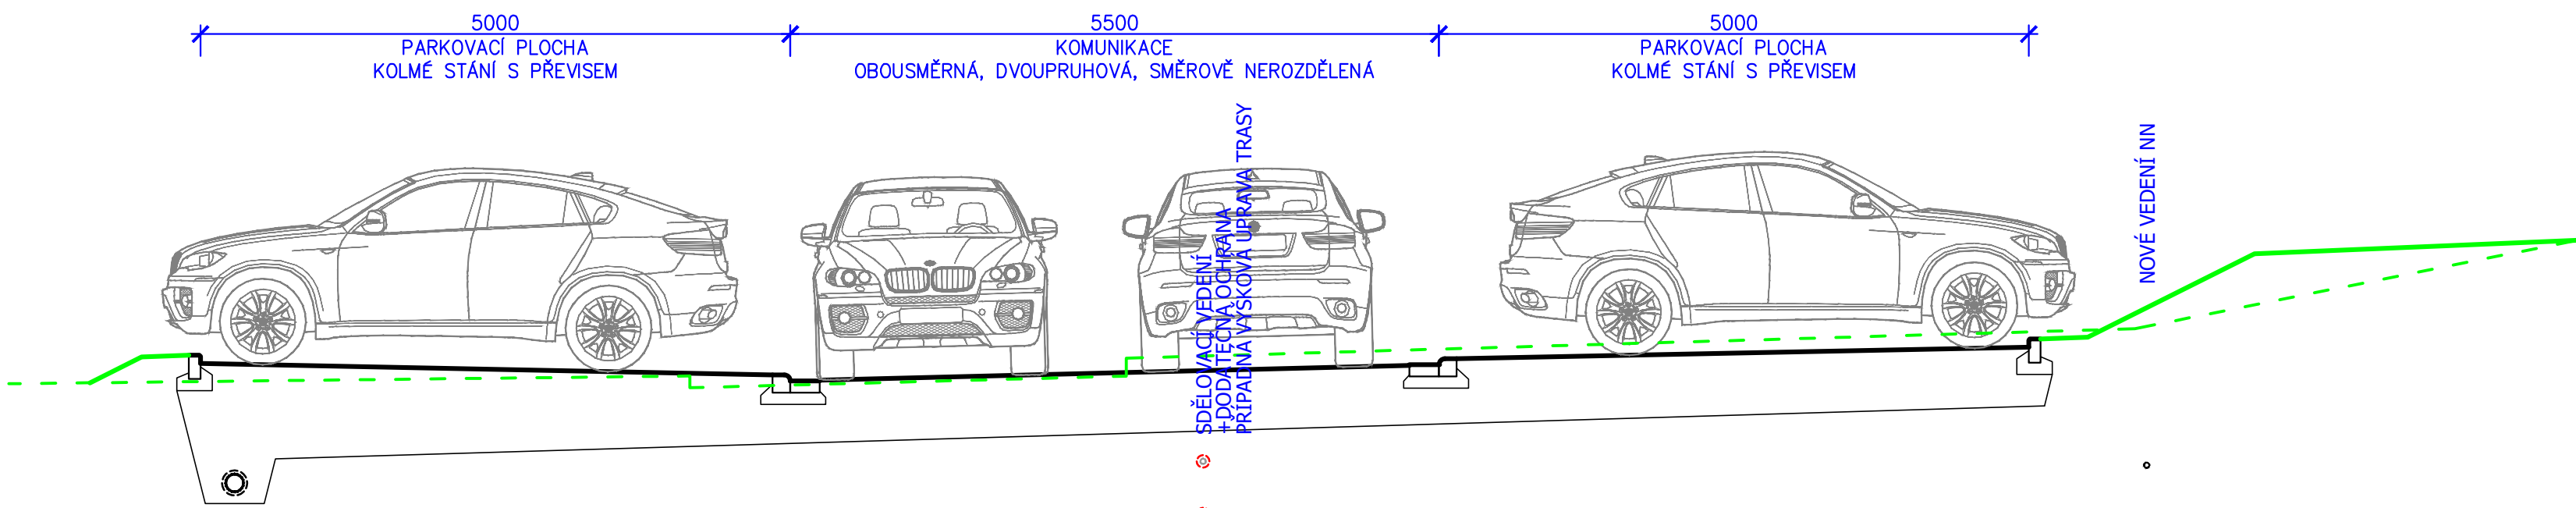 5000
PARKOVACÍ PLOCHA
KOLMÉ STÁNÍ S PŘEVISEM
5500
KOMUNIKACE
OBOUSMĚRNÁ, DVOUPRUHOVÁ, SMĚROVĚ NEROZDĚLENÁ
5000
PARKOVACÍ PLOCHA
KOLMÉ STÁNÍ S PŘEVISEM
SDĚLOVACÍ VEDENÍ
+ DODATEČNÁ OCHRANA
PŘÍPADNÁ VÝŠKOVÁ ÚPRAVA TRASY
NOVÉ VEDENÍ NN